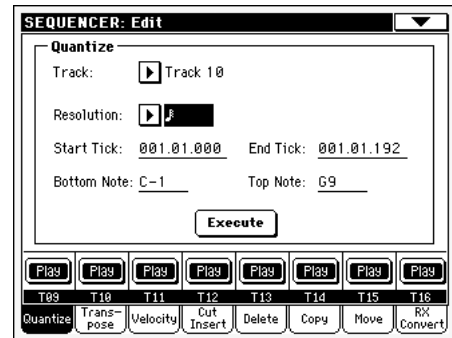 SEQUENCER: Edit
Quantize
Track: Track 10
Resolution:
Start Tick: 001.01.000 End Tick: 001.01.192
Bottom Note: C-1 Top Note: G9
Execute
Play Play Play Play Play Play Play Play
T09 T10 T11 T12 T13 T14 T15 T16
Quantize Trans-pose Velocity Cut Insert Delete Copy Move RX Convert